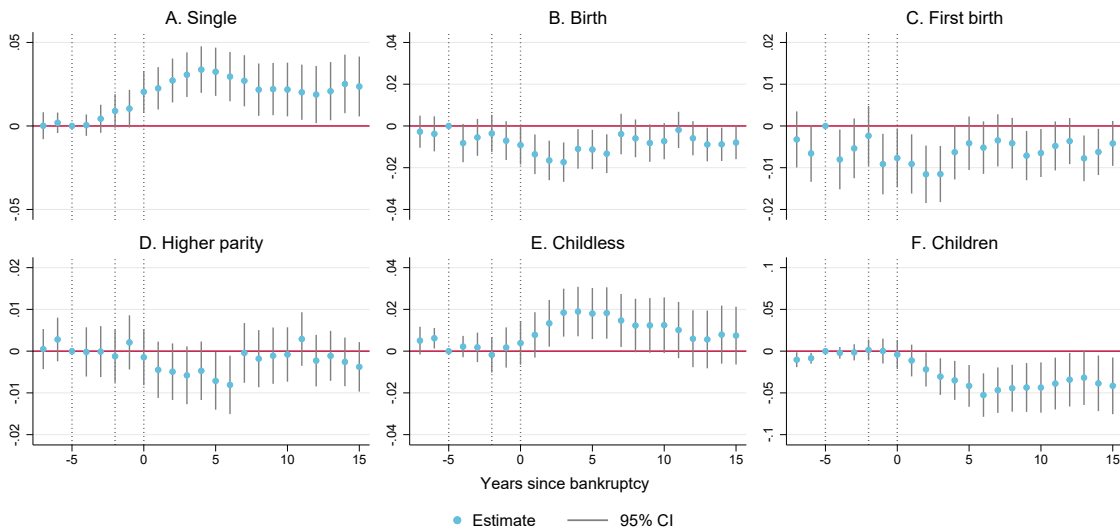 A. Single
B. Birth
C. First birth
.05
0
-.05
.04
.02
0
-.02
-.04
.02
.01
0
-.01
-.02
D. Higher parity
E. Childless
F. Children
.02
.01
0
-.01
-.02
.04
.02
0
-.02
-.04
.1
.05
0
-.05
-.1
-5 0 5 10 15
-5 0 5 10 15
-5 0 5 10 15
Years since bankruptcy
Estimate 95% CI